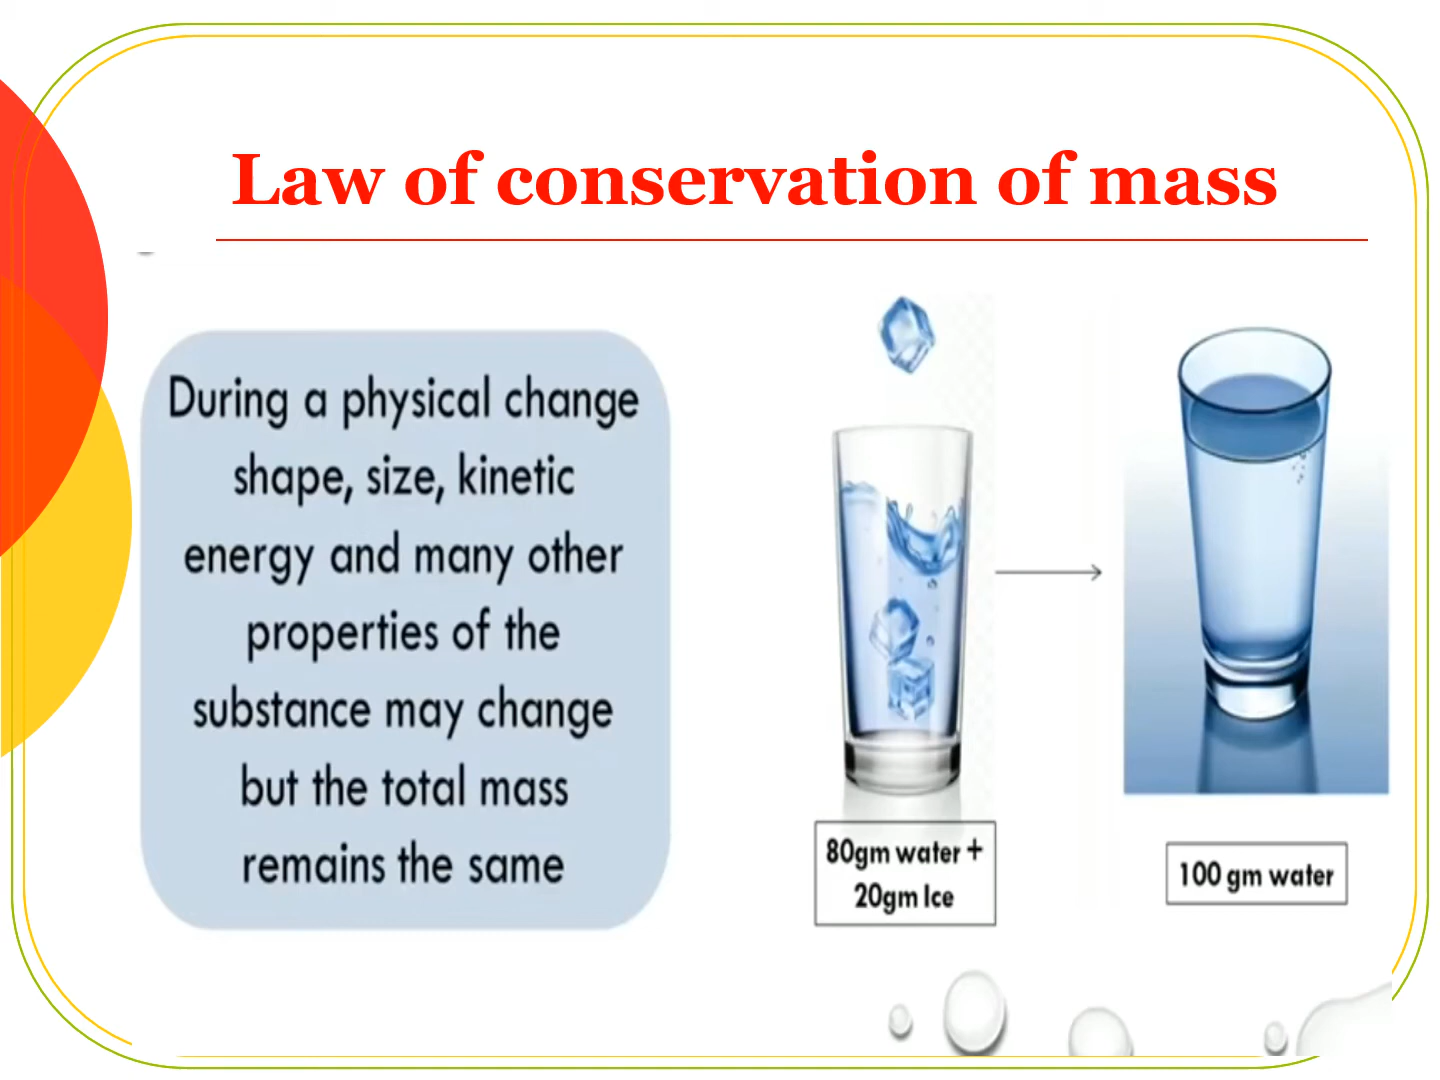 Law of conservation of mass
During a physical change
shape, size, kinetic
energy and many other
properties of the
substance may change
but the total mass
remains the same
80gm water +
20gm Ice
100 gm water